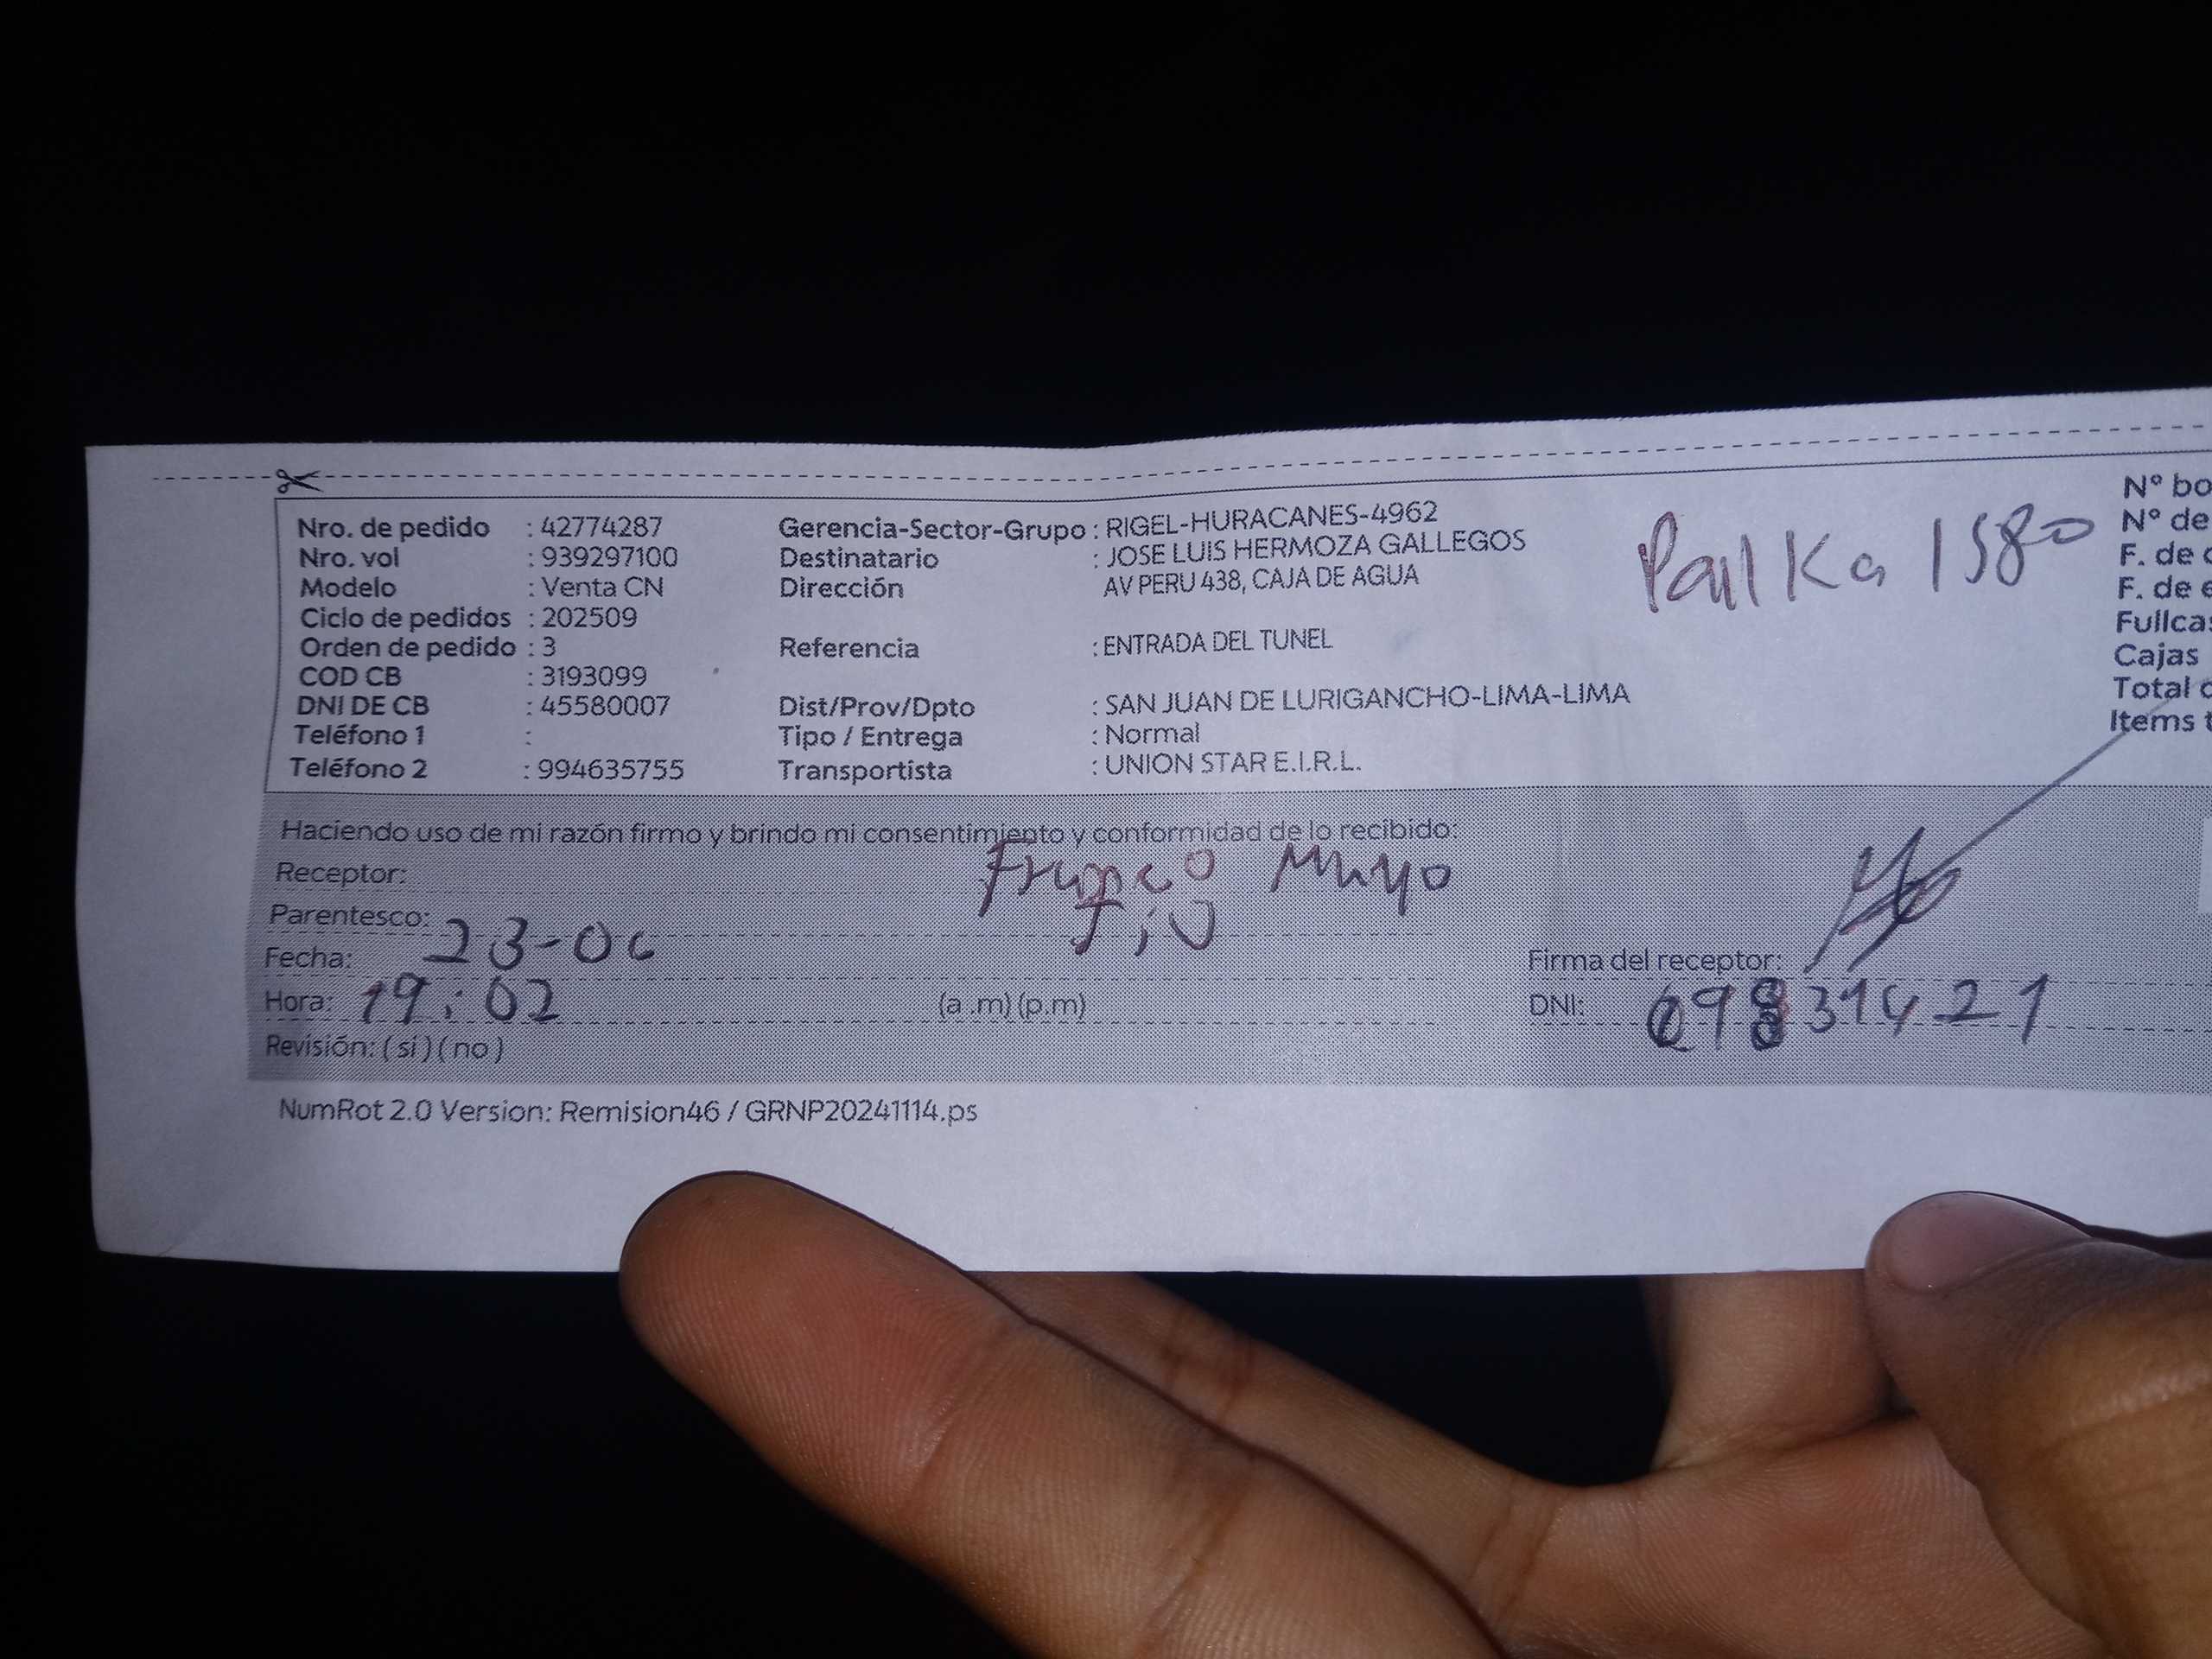 Nro. de pedido : 42774287
Nro. vol : 939297100
Modelo : Venta CN
Ciclo de pedidos : 202509
Orden de pedido : 3
COD CB : 3193099
DNI DE CB : 45580007
Teléfono 1 :
Teléfono 2 : 994635755
Gerencia-Sector-Grupo : RIGEL-HURACANES-4962
Destinatario : JOSE LUIS HERMOZA GALLEGOS
Dirección AV PERU 438, CAJA DE AGUA
Referencia : ENTRADA DEL TUNEL
Dist/Prov/Dpto : SAN JUAN DE LURIGANCHO-LIMA-LIMA
Tipo / Entrega : Normal
Transportista : UNION STAR E.I.R.L.
1580
Nº
Nº de
F. de
F. de
Cajas
Total
Items
Haciendo uso de mi razón firmo y brindo mi consentimiento y conformidad de lo recibido:
Receptor: Mayo
Parentesco: Tio
Fecha: 23-06
Hora: 19:02 (a.m) (p.m)
Revisión: ( si ) ( no )
Firma del receptor:
DNI:
NumRot 2.0 Version: Remision46 / GRNP20241114.ps